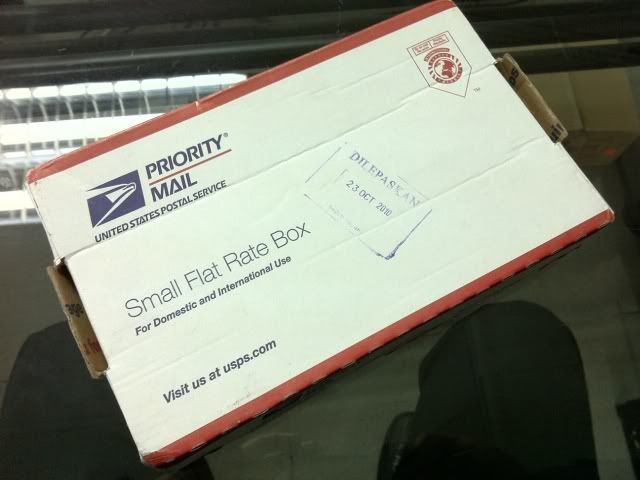 PRIORITY®
MAIL
UNITED STATES POSTAL SERVICE
DILEPASKAN
23 OCT 2010
Small Flat Rate Box
For Domestic and International Use
Visit us at usps.com
TM